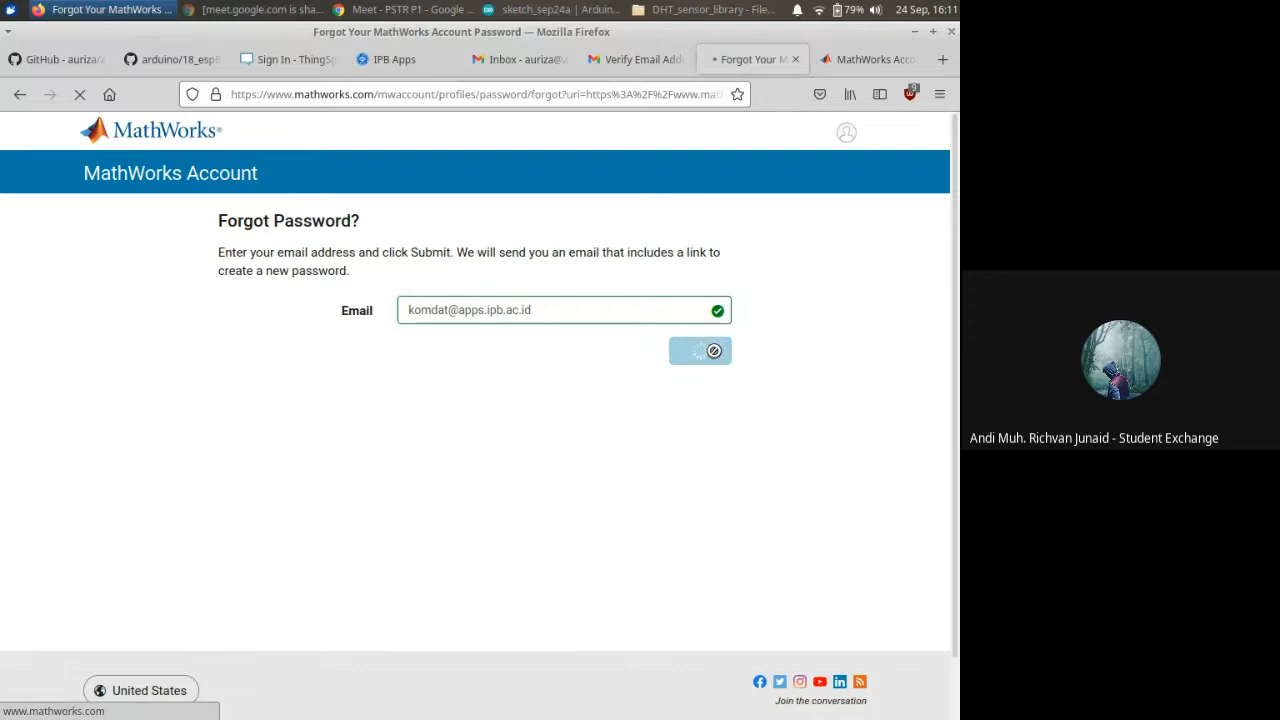 Forgot Your MathWorks ...
[meet.google.com is sha...
Meet - PSTR P1 - Google ...
sketch_sep24a | Arduin...
DHT_sensor_library - File...
79%
24 Sep, 16:11
Forgot Your MathWorks Account Password — Mozilla Firefox
GitHub - auriza/a
arduino/18_esp8
Sign In - ThingSp
IPB Apps
Inbox - auriza@a
Verify Email Add
Forgot Your M
MathWorks Acco
https://www.mathworks.com/mwaccount/profiles/password/forgot?uri=https%3A%2F%2Fwww.mat
9
MathWorks®
MathWorks Account
Forgot Password?
Enter your email address and click Submit. We will send you an email that includes a link to
create a new password.
Email
komdat@apps.ipb.ac.id
United States
Join the conversation
www.mathworks.com
Andi Muh. Richvan Junaid - Student Exchange